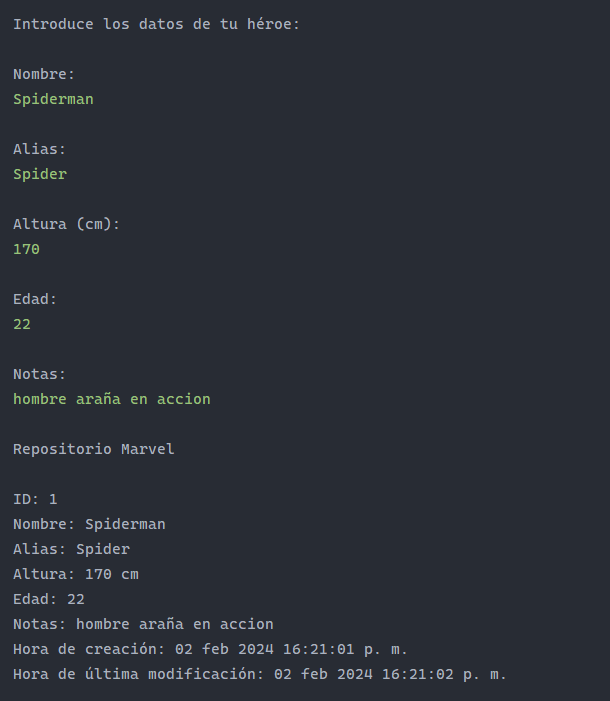 Introduce los datos de tu héroe:
Nombre:
Spiderman
Alias:
Spider
Altura (cm):
170
Edad:
22
Notas:
hombre araña en accion
Repositorio Marvel
ID: 1
Nombre: Spiderman
Alias: Spider
Altura: 170 cm
Edad: 22
Notas: hombre araña en accion
Hora de creación: 02 feb 2024 16:21:01 p. m.
Hora de última modificación: 02 feb 2024 16:21:02 p. m.